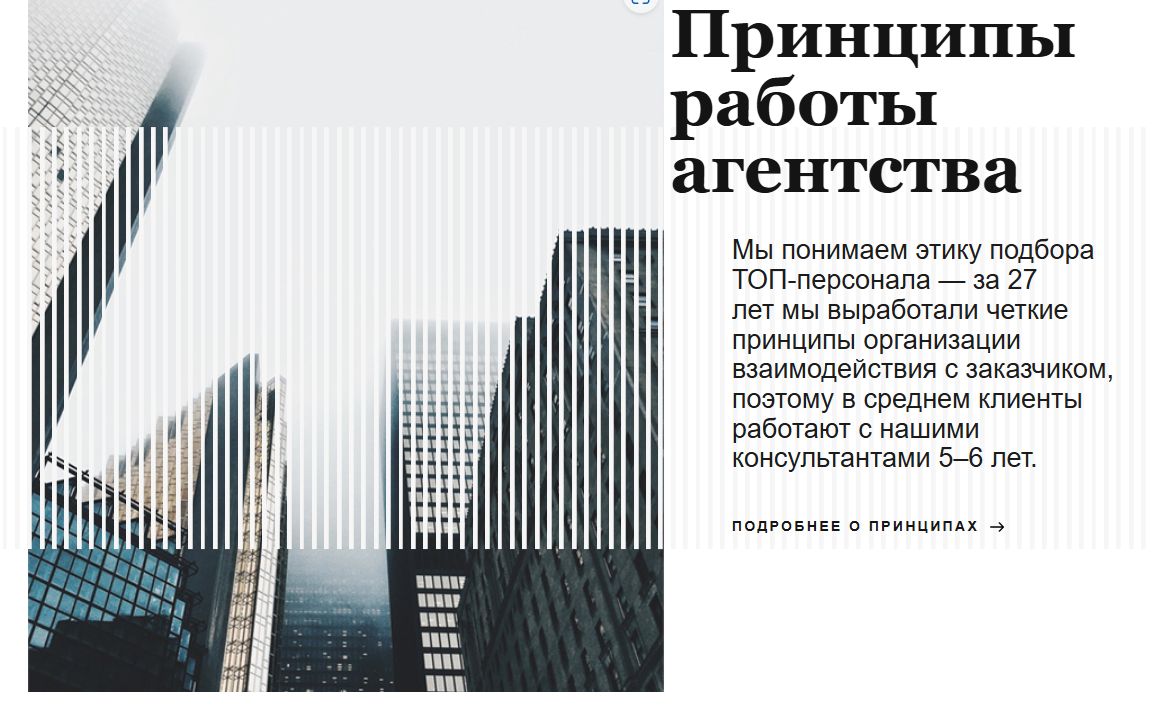 Принципы
работы
агентства
Мы понимаем этику подбора
ТОП-персонала — за 27
лет мы выработали четкие
принципы организации
взаимодействия с заказчиком,
поэтому в среднем клиенты
работают с нашими
консультантами 5–6 лет.
ПОДРОБНЕЕ О ПРИНЦИПАХ →